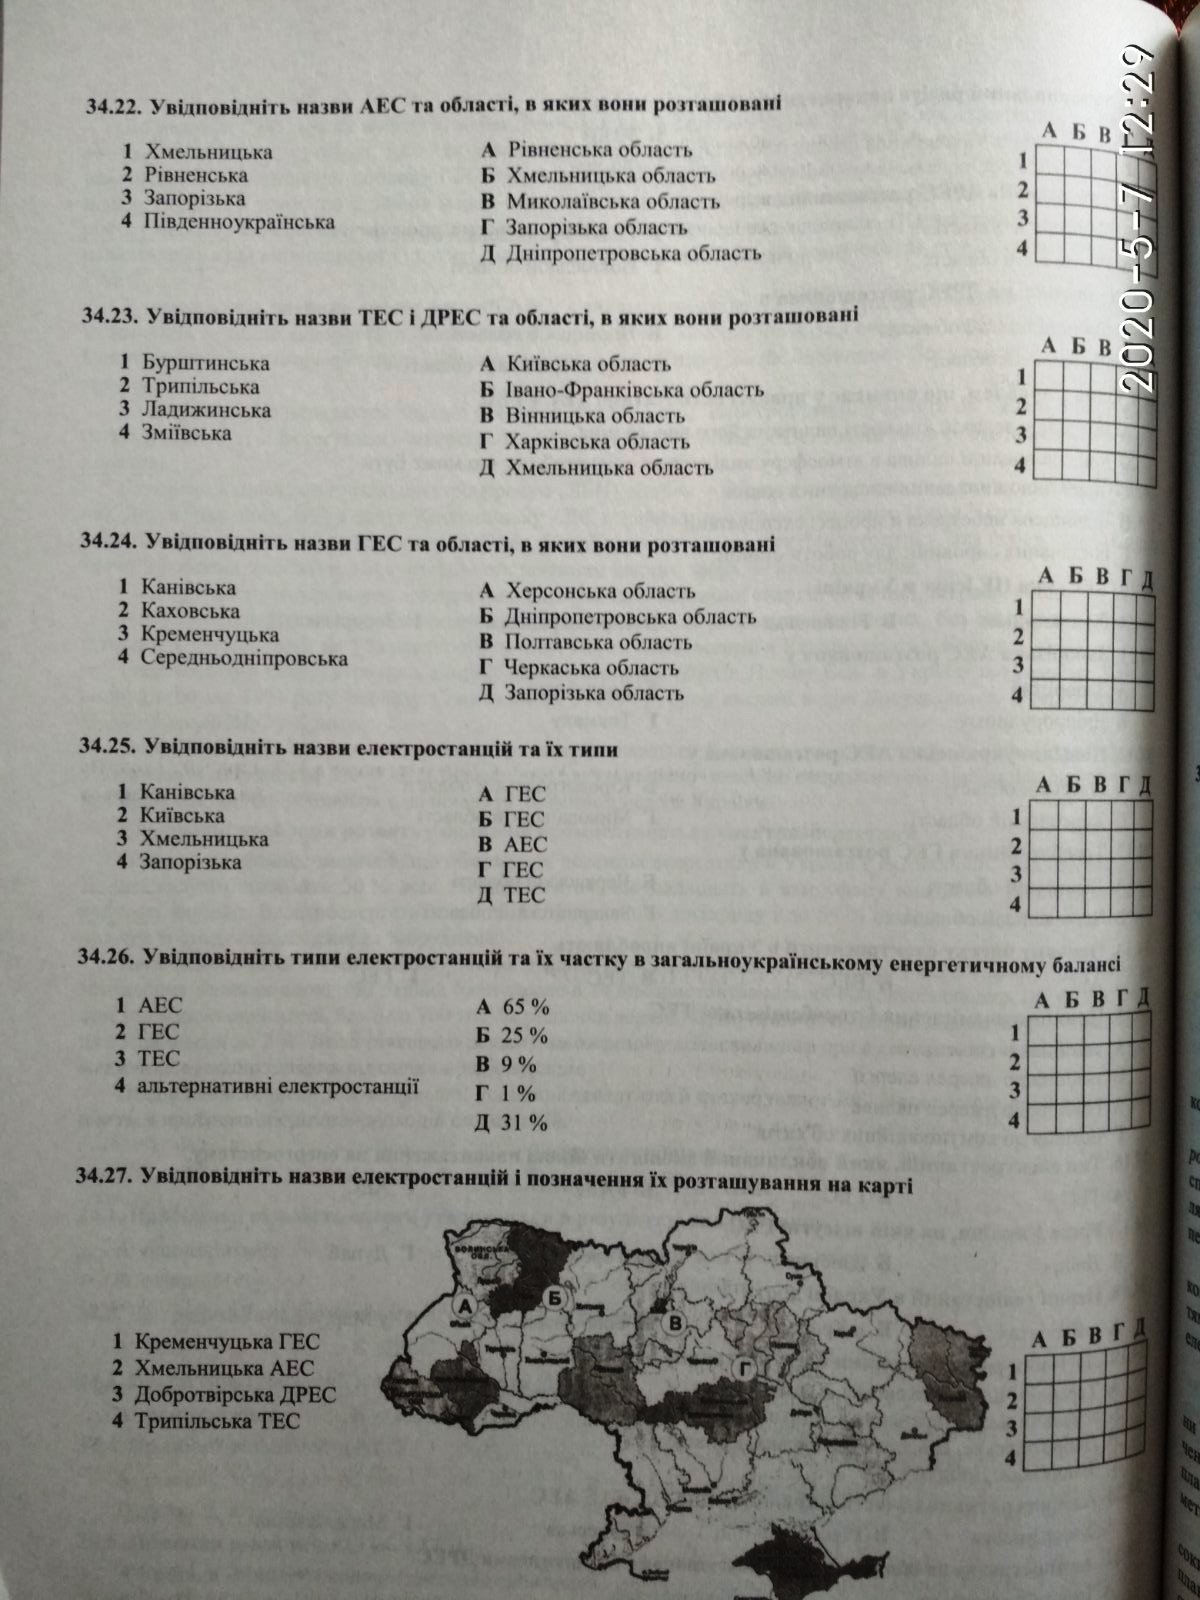 34.22. Увідповідніть назви АЕС та області, в яких вони розташовані
1 Хмельницька
2 Рівненська
3 Запорізька
4 Південноукраїнська
А Рівненська область
Б Хмельницька область
В Миколаївська область
Г Запорізька область
Д Дніпропетровська область
А Б В
1
2
3
4
2020-5-7 12:29
34.23. Увідповідніть назви ТЕС і ДРЕС та області, в яких вони розташовані
1 Бурштинська
2 Трипільська
3 Ладижинська
4 Зміївська
А Київська область
Б Івано-Франківська область
В Вінницька область
Г Харківська область
Д Хмельницька область
А Б В
1
2
3
4
34.24. Увідповідніть назви ГЕС та області, в яких вони розташовані
1 Канівська
2 Каховська
3 Кременчуцька
4 Середньодніпровська
А Херсонська область
Б Дніпропетровська область
В Полтавська область
Г Черкаська область
Д Запорізька область
А Б В Г Д
1
2
3
4
34.25. Увідповідніть назви електростанцій та їх типи
1 Канівська
2 Київська
3 Хмельницька
4 Запорізька
А ГЕС
Б ГЕС
В АЕС
Г ГЕС
Д ТЕС
А Б В Г Д
1
2
3
4
34.26. Увідповідніть типи електростанцій та їх частку в загальноукраїнському енергетичному балансі
1 АЕС
2 ГЕС
3 ТЕС
4 альтернативні електростанції
А 65 %
Б 25 %
В 9 %
Г 1 %
Д 31 %
А Б В Г Д
1
2
3
4
34.27. Увідповідніть назви електростанцій і позначення їх розташування на карті
1 Кременчуцька ГЕС
2 Хмельницька АЕС
3 Добротвірська ДРЕС
4 Трипільська ТЕС
ВОЛИНСЬКА ОБЛ.
А
Б
В
Г
А Б В Г Д
1
2
3
4